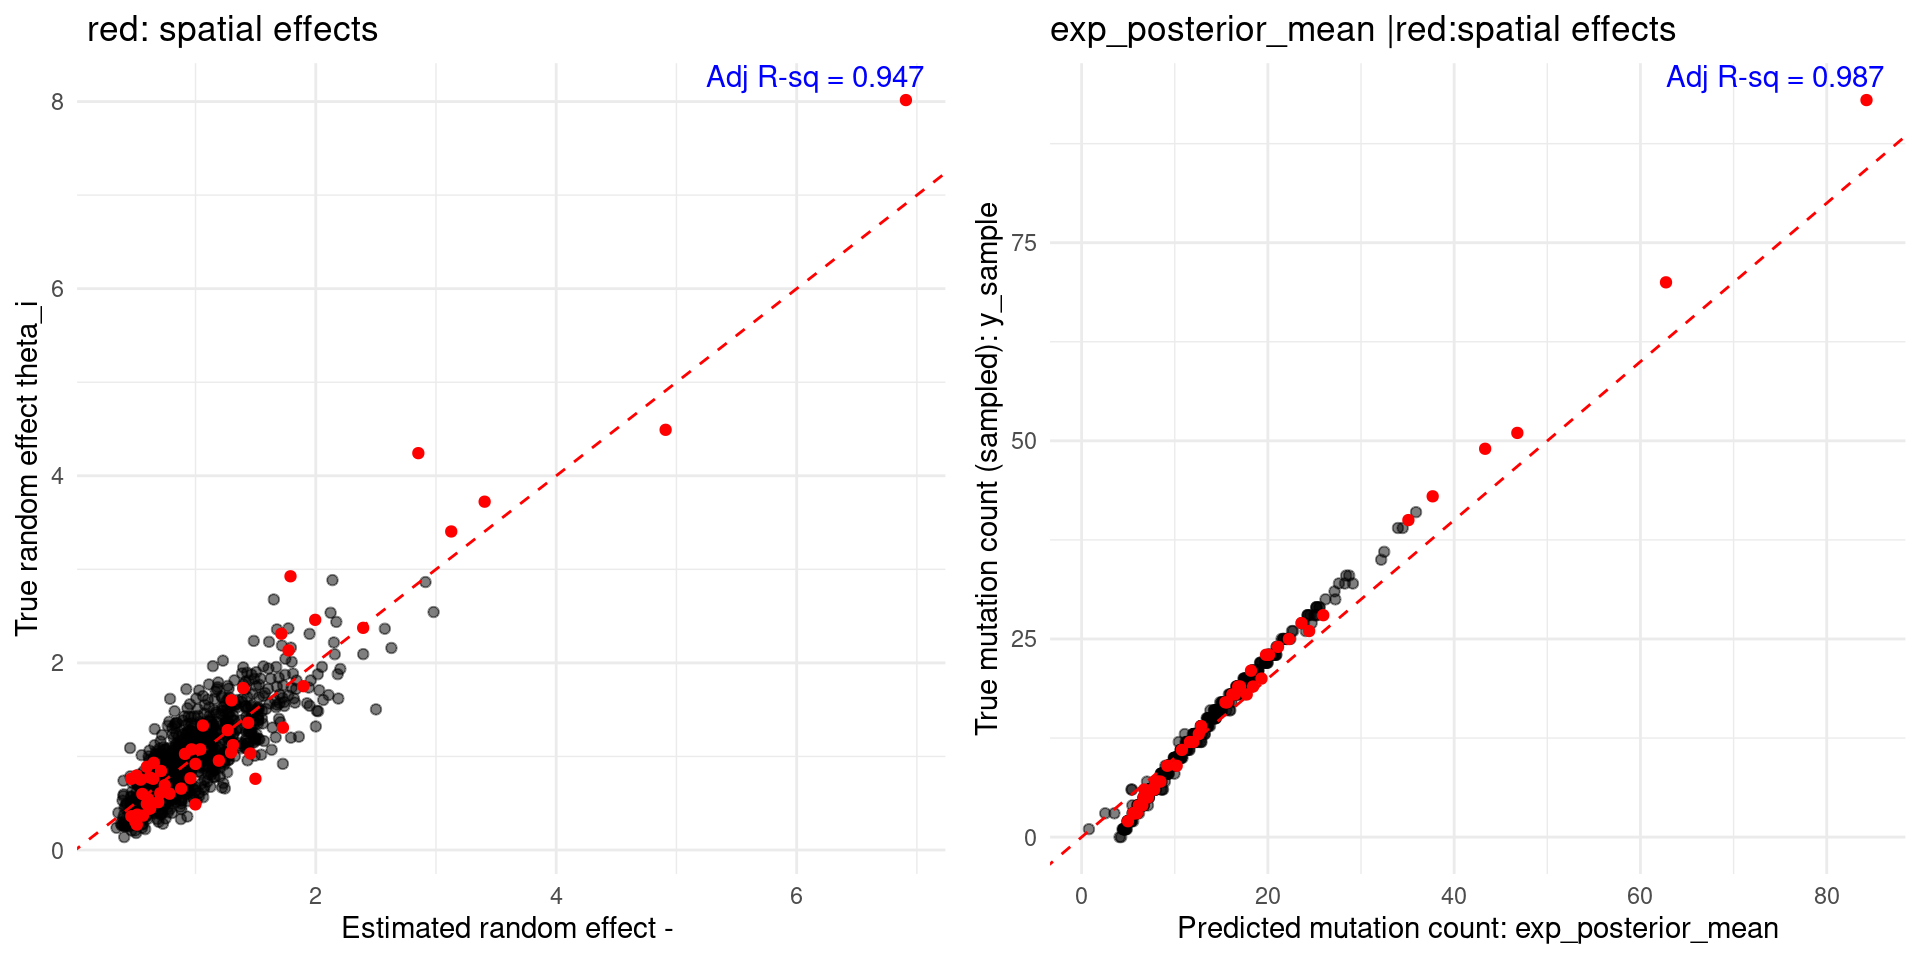 red: spatial effects
Adj R-sq = 0.947
True random effect theta_i
8
6
4
2
0
2
4
6
Estimated random effect -
exp_posterior_mean |red:spatial effects
Adj R-sq = 0.987
True mutation count (sampled): y_sample
75
50
25
0
0
20
40
60
80
Predicted mutation count: exp_posterior_mean